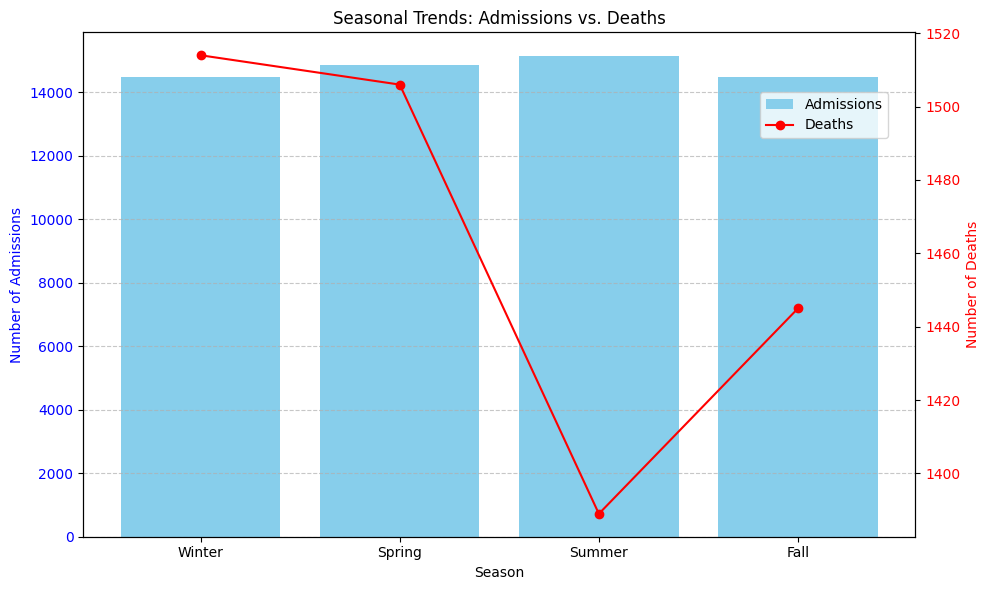 Seasonal Trends: Admissions vs. Deaths
Number of Admissions
14000
12000
10000
8000
6000
4000
2000
0
Admissions
Deaths
1520
1500
1480
1460
1440
1420
1400
Number of Deaths
Winter Spring Summer Fall
Season